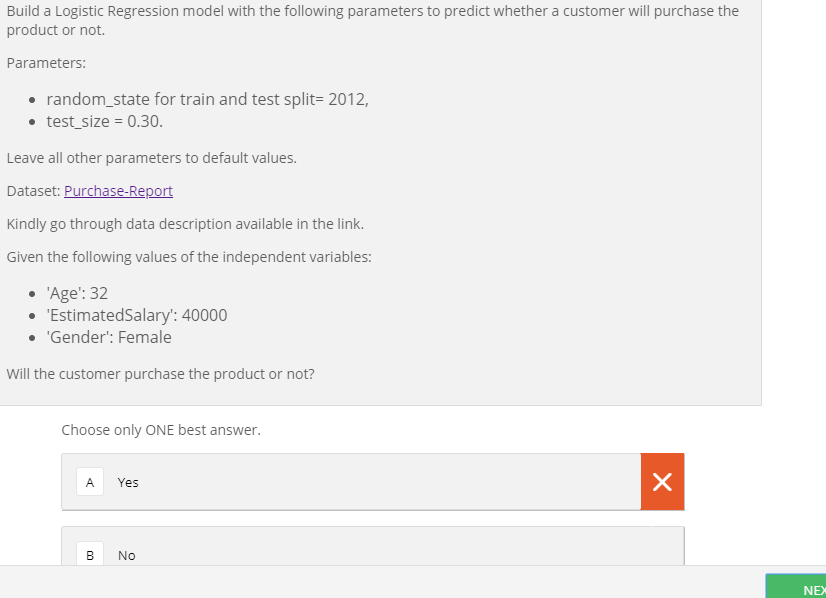 Build a Logistic Regression model with the following parameters to predict whether a customer will purchase the
product or not.
Parameters:
random_state for train and test split= 2012,
test_size = 0.30.
Leave all other parameters to default values.
Dataset: Purchase-Report
Kindly go through data description available in the link.
Given the following values of the independent variables:
'Age': 32
'EstimatedSalary': 40000
'Gender': Female
Will the customer purchase the product or not?
Choose only ONE best answer.
A Yes
B No